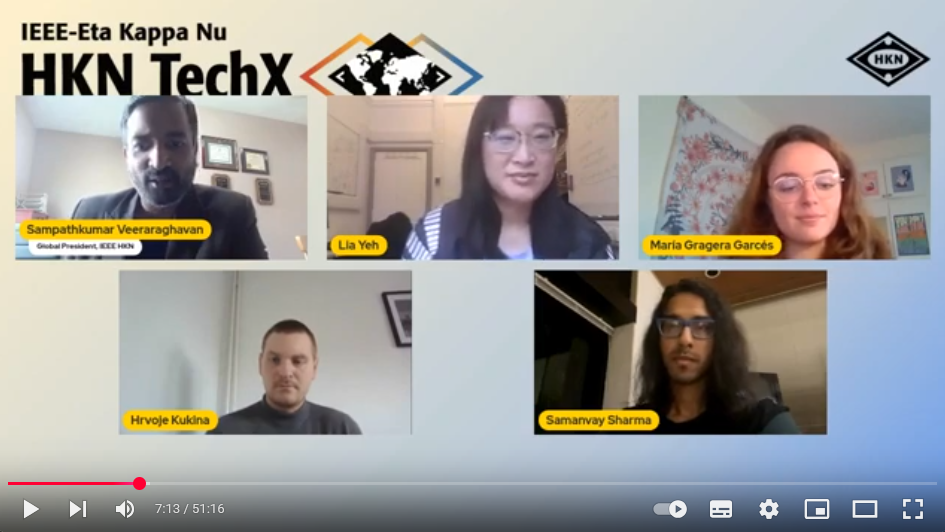 IEEE-Eta Kappa Nu
HKN TechX
HKN
Sampathkumar Veeraraghavan
Global President, IEEE HKN
Lia Yeh
María Gragera Garcés
Hrvoje Kukina
Samanvay Sharma
7:13 / 51:16